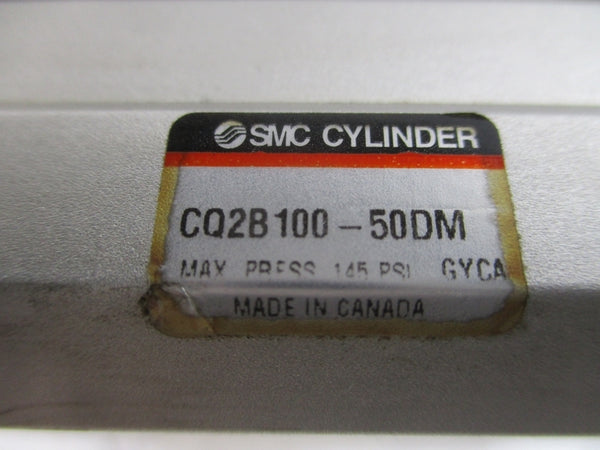 SMC CYLINDER
CQ2B100-50DM
MAX. PRESS. 145 PSI. GYCA
MADE IN CANADA